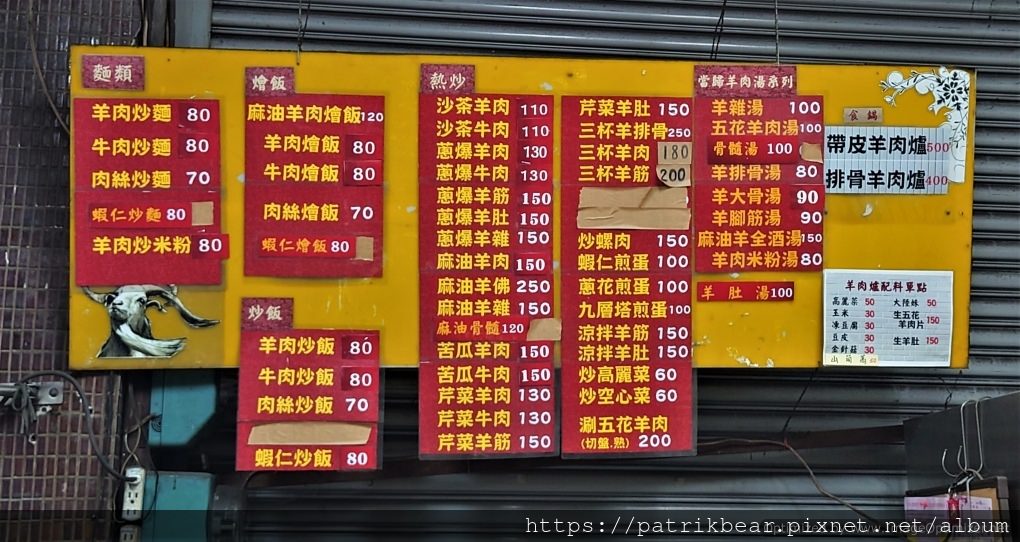 麵類
羊肉炒麵 80
牛肉炒麵 80
肉絲炒麵 70
蝦仁炒麵 80
羊肉炒米粉 80
燴飯
麻油羊肉燴飯 120
羊肉燴飯 80
牛肉燴飯 80
肉絲燴飯 70
蝦仁燴飯 80
炒飯
羊肉炒飯 80
牛肉炒飯 80
肉絲炒飯 70
蝦仁炒飯 80
熱炒
沙茶羊肉 110
沙茶牛肉 110
蔥爆羊肉 130
蔥爆牛肉 130
蔥爆羊筋 150
蔥爆羊肚 150
蔥爆羊雜 150
麻油羊肉 150
麻油羊佛 250
麻油羊雜 150
麻油骨髓 120
苦瓜羊肉 150
苦瓜牛肉 150
芹菜羊肉 130
芹菜牛肉 130
芹菜羊筋 150
芹菜羊肚 150
三杯羊排骨 250
三杯羊肉 180
三杯羊筋 200
炒螺肉 150
蝦仁煎蛋 100
蔥花煎蛋 100
九層塔煎蛋 100
涼拌羊筋 150
涼拌羊肚 150
炒高麗菜 60
炒空心菜 60
涮五花羊肉
(切盤.熟) 200
當歸羊肉湯系列
羊雜湯 100
五花羊肉湯 100
骨髓湯 100
羊排骨湯 80
羊大骨湯 90
羊腳筋湯 90
麻油羊全酒湯 150
羊肉米粉湯 80
羊肚湯 100
食鍋
帶皮羊肉爐 500
排骨羊肉爐 400
羊肉爐配料單點
高麗菜 50
玉米 30
凍豆腐 30
豆皮 30
金針菇 30
大陸妹 50
生五花
羊肉片 150
生羊肚 150
https://patrikbear.pixnet.net/album